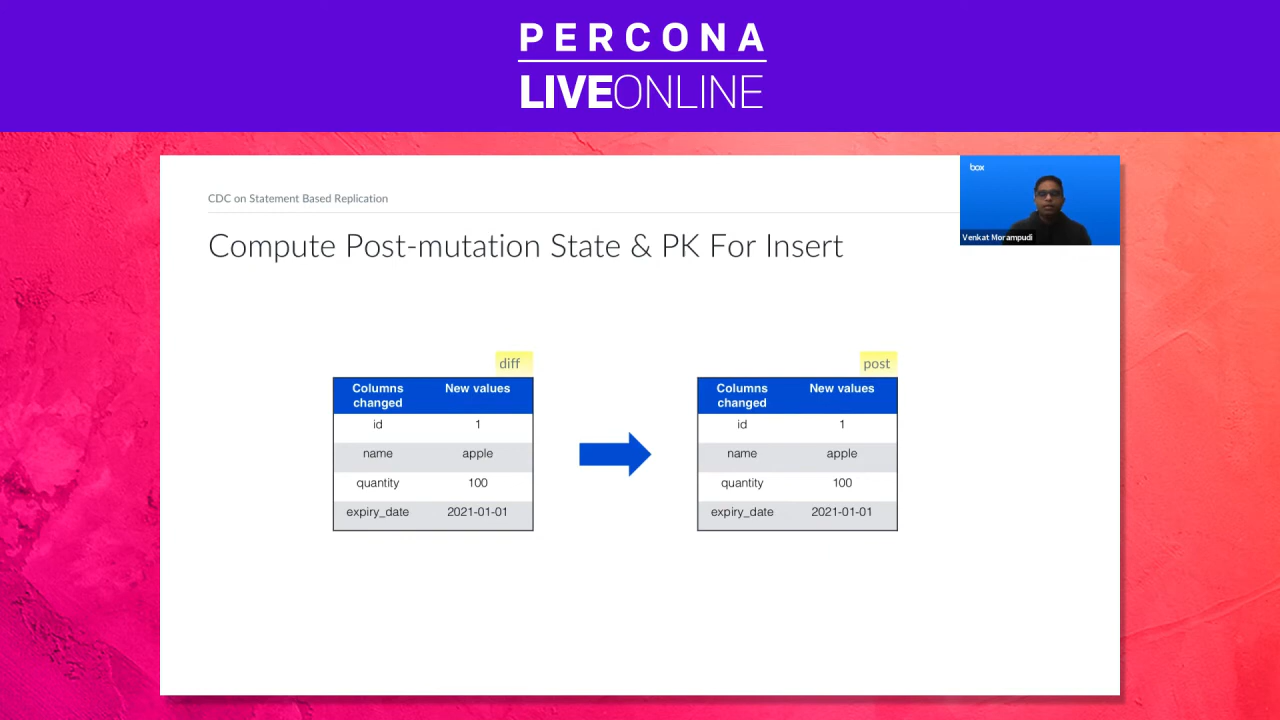 PERCONA
LIVEONLINE
box
Venkat Morampudi
CDC on Statement Based Replication
Compute Post-mutation State & PK For Insert
diff
Columns changed New values
id 1
name apple
quantity 100
expiry_date 2021-01-01
post
Columns changed New values
id 1
name apple
quantity 100
expiry_date 2021-01-01